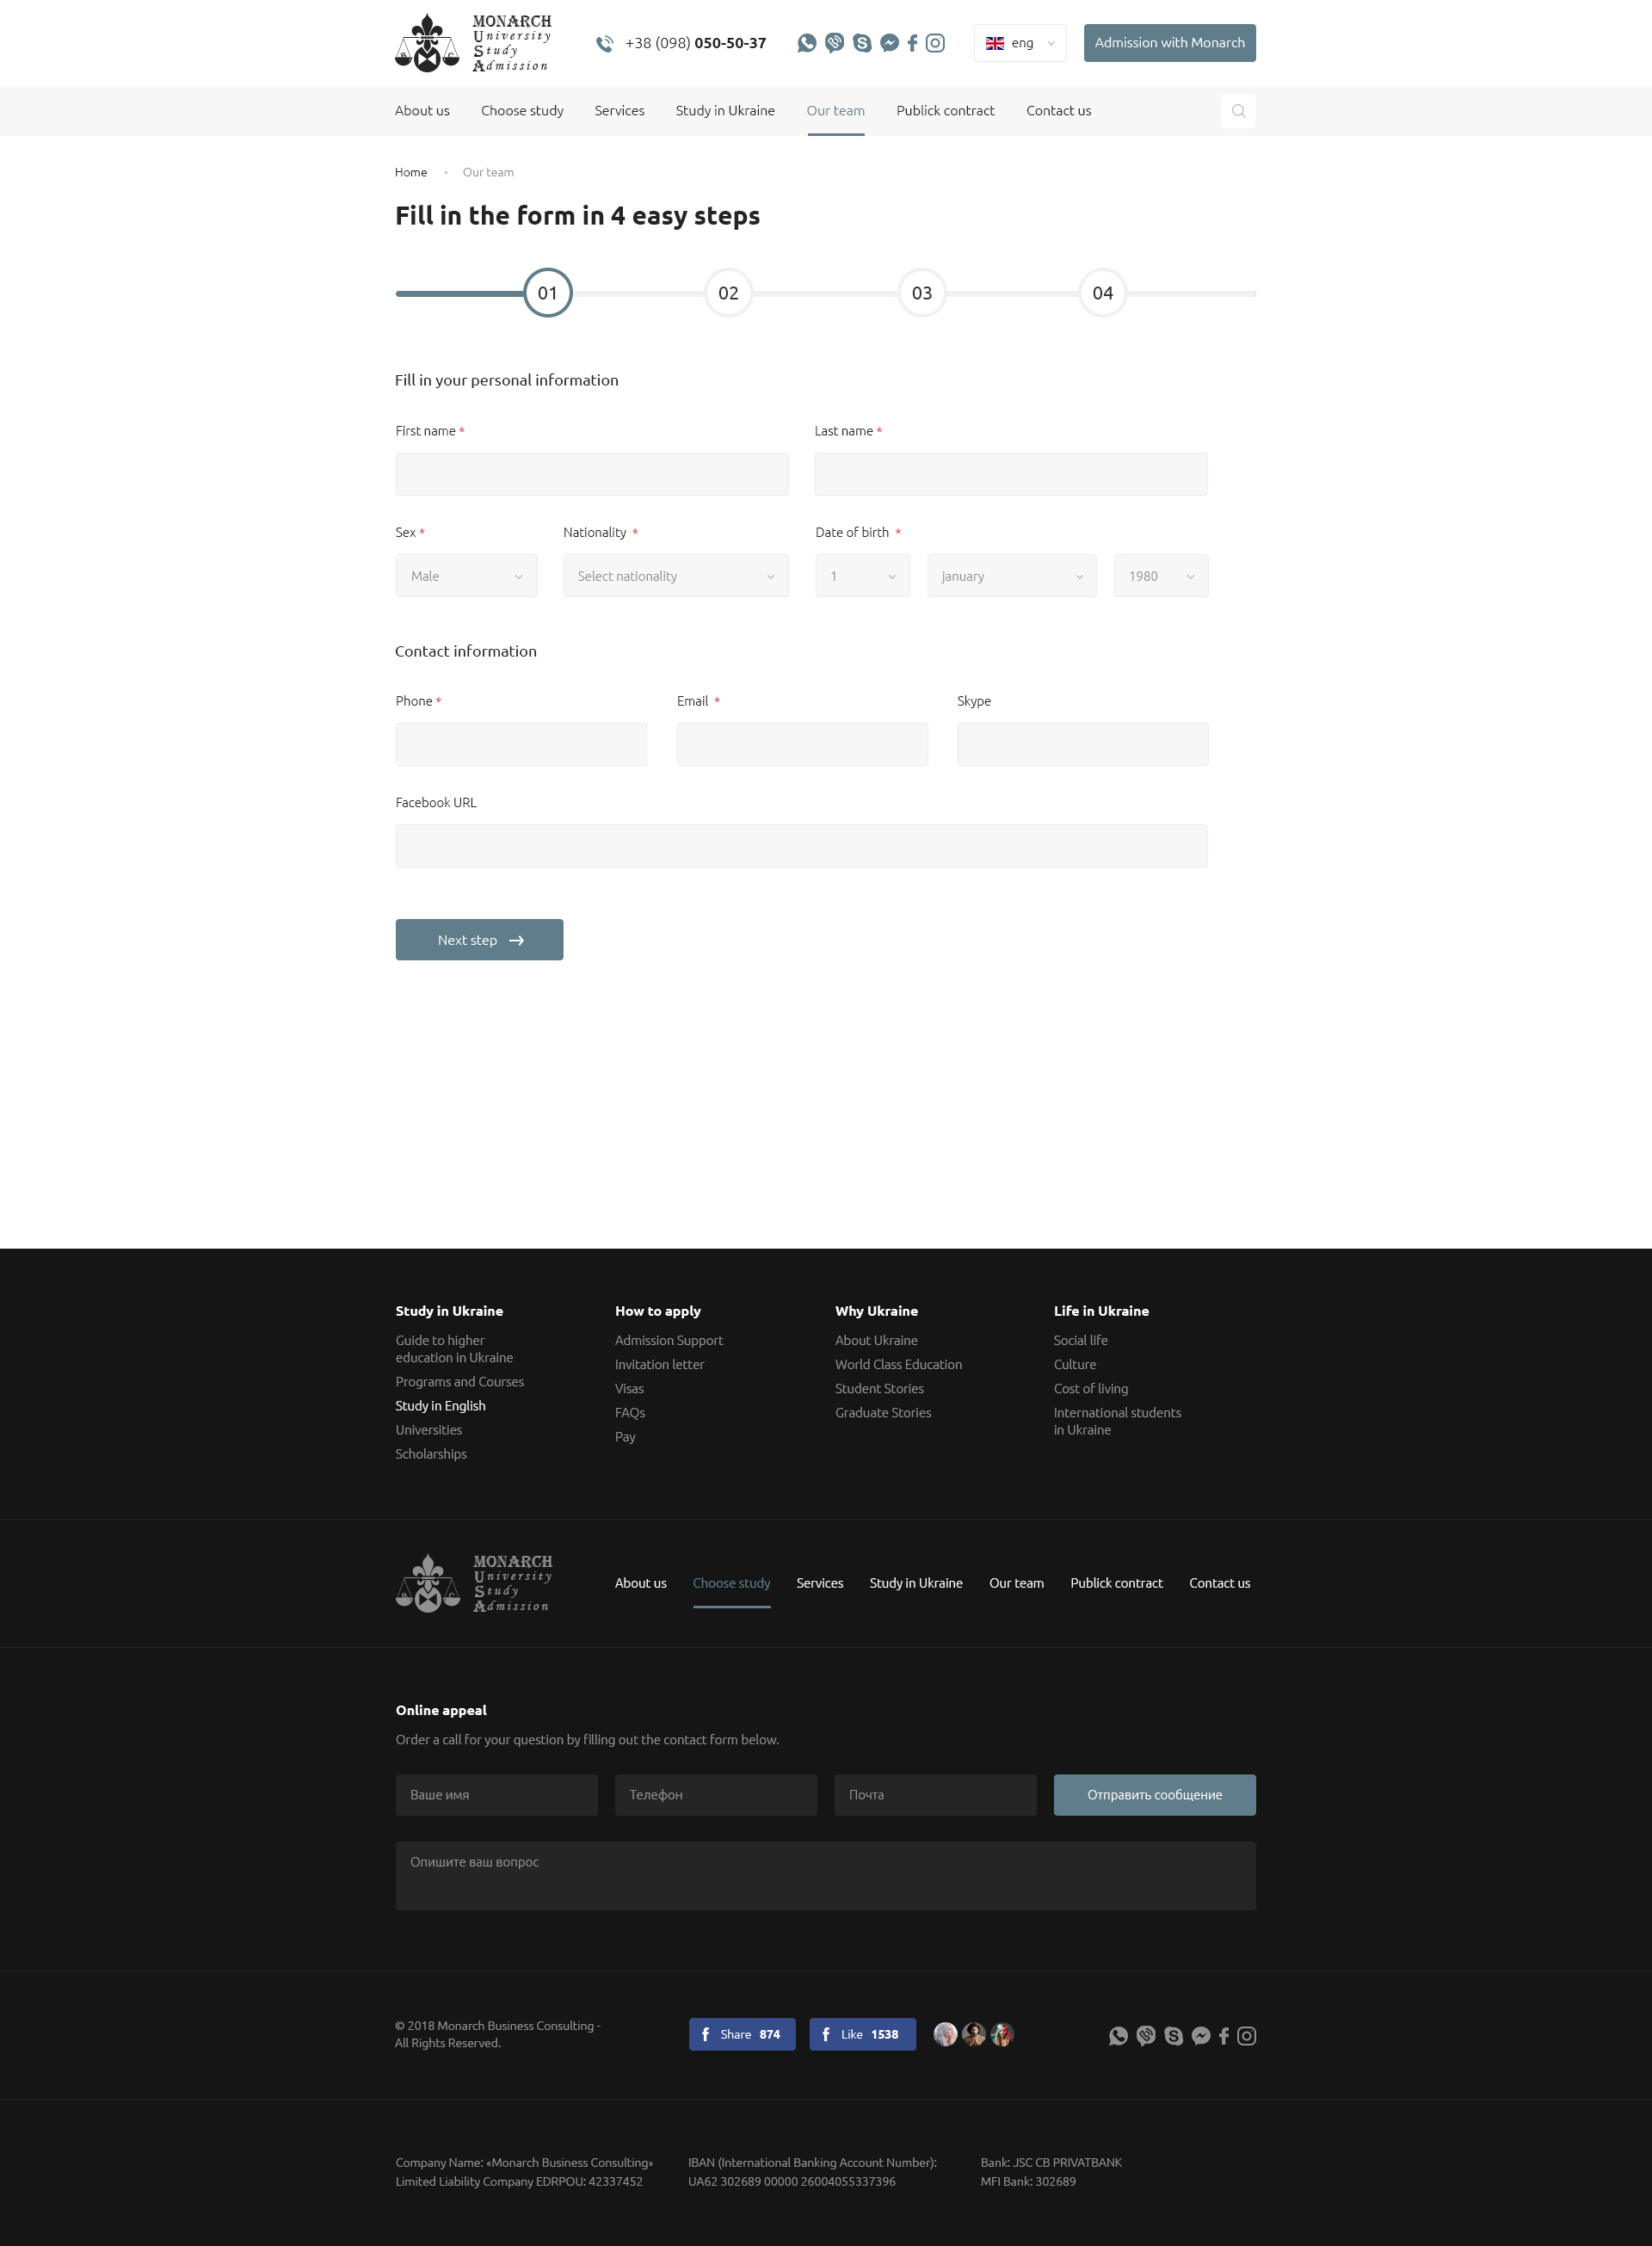 MONARCH
University
Study
Admission
+38 (098) 050-50-37
eng
Admission with Monarch
About us
Choose study
Services
Study in Ukraine
Our team
Publick contract
Contact us
Home • Our team
Fill in the form in 4 easy steps
01
02
03
04
Fill in your personal information
First name *
Last name *
Sex *
Nationality *
Date of birth *
Male
Select nationality
1
january
1980
Contact information
Phone *
Email *
Skype
Facebook URL
Next step →
Study in Ukraine
Guide to higher
education in Ukraine
Programs and Courses
Study in English
Universities
Scholarships
How to apply
Admission Support
Invitation letter
Visas
FAQs
Pay
Why Ukraine
About Ukraine
World Class Education
Student Stories
Graduate Stories
Life in Ukraine
Social life
Culture
Cost of living
International students
in Ukraine
MONARCH
University
Study
Admission
About us
Choose study
Services
Study in Ukraine
Our team
Publick contract
Contact us
Online appeal
Order a call for your question by filling out the contact form below.
Ваше имя
Телефон
Почта
Отправить сообщение
Опишите ваш вопрос
© 2018 Monarch Business Consulting -
All Rights Reserved.
Share 874
Like 1538
Company Name: «Monarch Business Consulting»
Limited Liability Company EDRPOU: 42337452
IBAN (International Banking Account Number):
UA62 302689 00000 26004055337396
Bank: JSC CB PRIVATBANK
MFI Bank: 302689